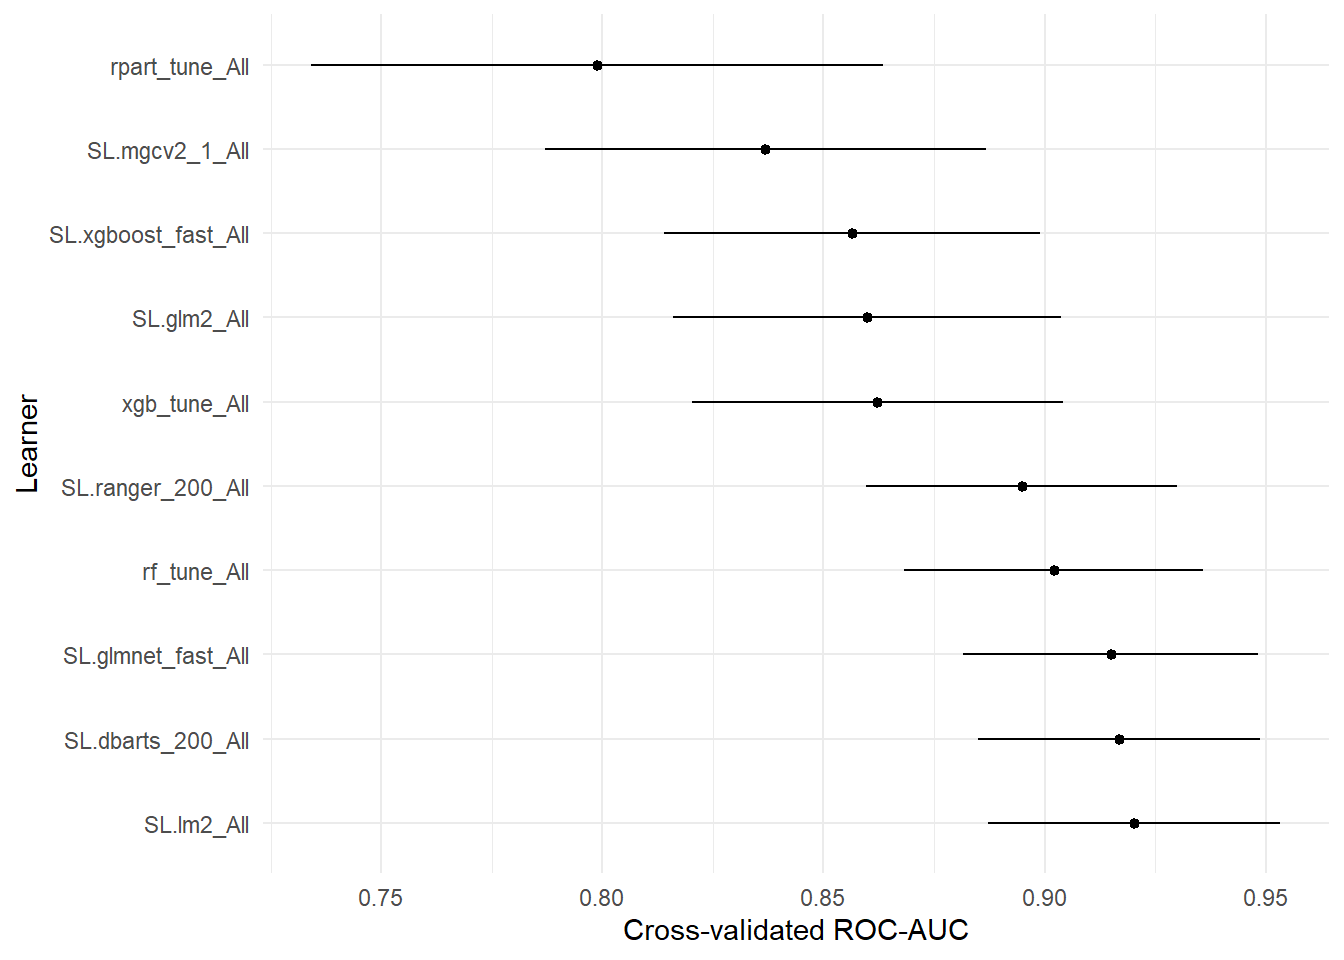 rpart_tune_All
SL.mgcv2_1_All
SL.xgboost_fast_All
SL.glm2_All
xgb_tune_All
SL.ranger_200_All
rf_tune_All
SL.glmnet_fast_All
SL.dbarts_200_All
SL.lm2_All
Learner
0.75 0.80 0.85 0.90 0.95
Cross-validated ROC-AUC